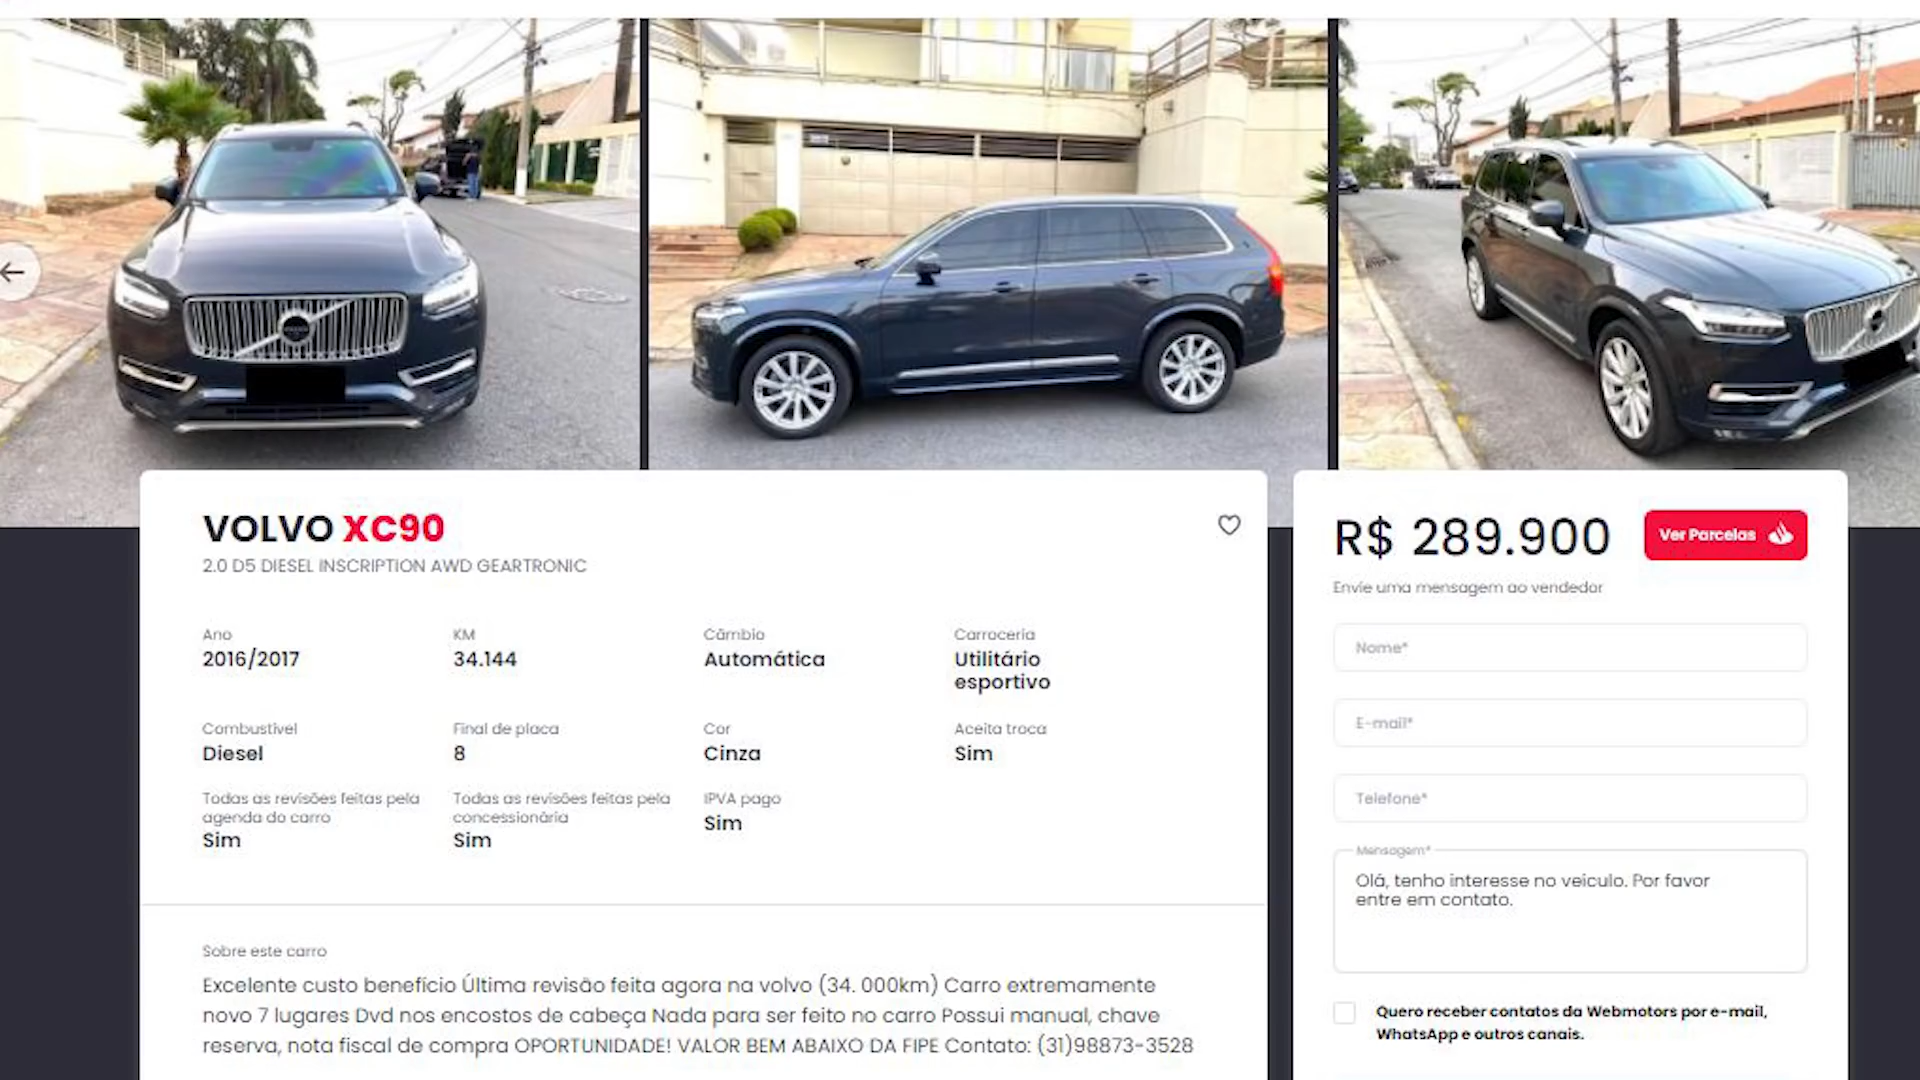 VOLVO XC90
2.0 D5 DIESEL INSCRIPTION AWD GEARTRONIC
Ano
2016/2017
KM
34.144
Câmbio
Automática
Carroceria
Utilitário
esportivo
Combustível
Diesel
Final de placa
8
Cor
Cinza
Aceita troca
Sim
Todas as revisões feitas pela
agenda do carro
Sim
Todas as revisões feitas pela
concessionária
Sim
IPVA pago
Sim
Sobre este carro
Excelente custo benefício Última revisão feita agora na volvo (34. 000km) Carro extremamente
novo 7 lugares Dvd nos encostos de cabeça Nada para ser feito no carro Possui manual, chave
reserva, nota fiscal de compra OPORTUNIDADE! VALOR BEM ABAIXO DA FIPE Contato: (31)98873-3528
R$ 289.900
Ver Parcelas
Envie uma mensagem ao vendedor
Nome*
E-mail*
Telefone*
Mensagem*
Olá, tenho interesse no veículo. Por favor
entre em contato.
Quero receber contatos da Webmotors por e-mail,
WhatsApp e outros canais.